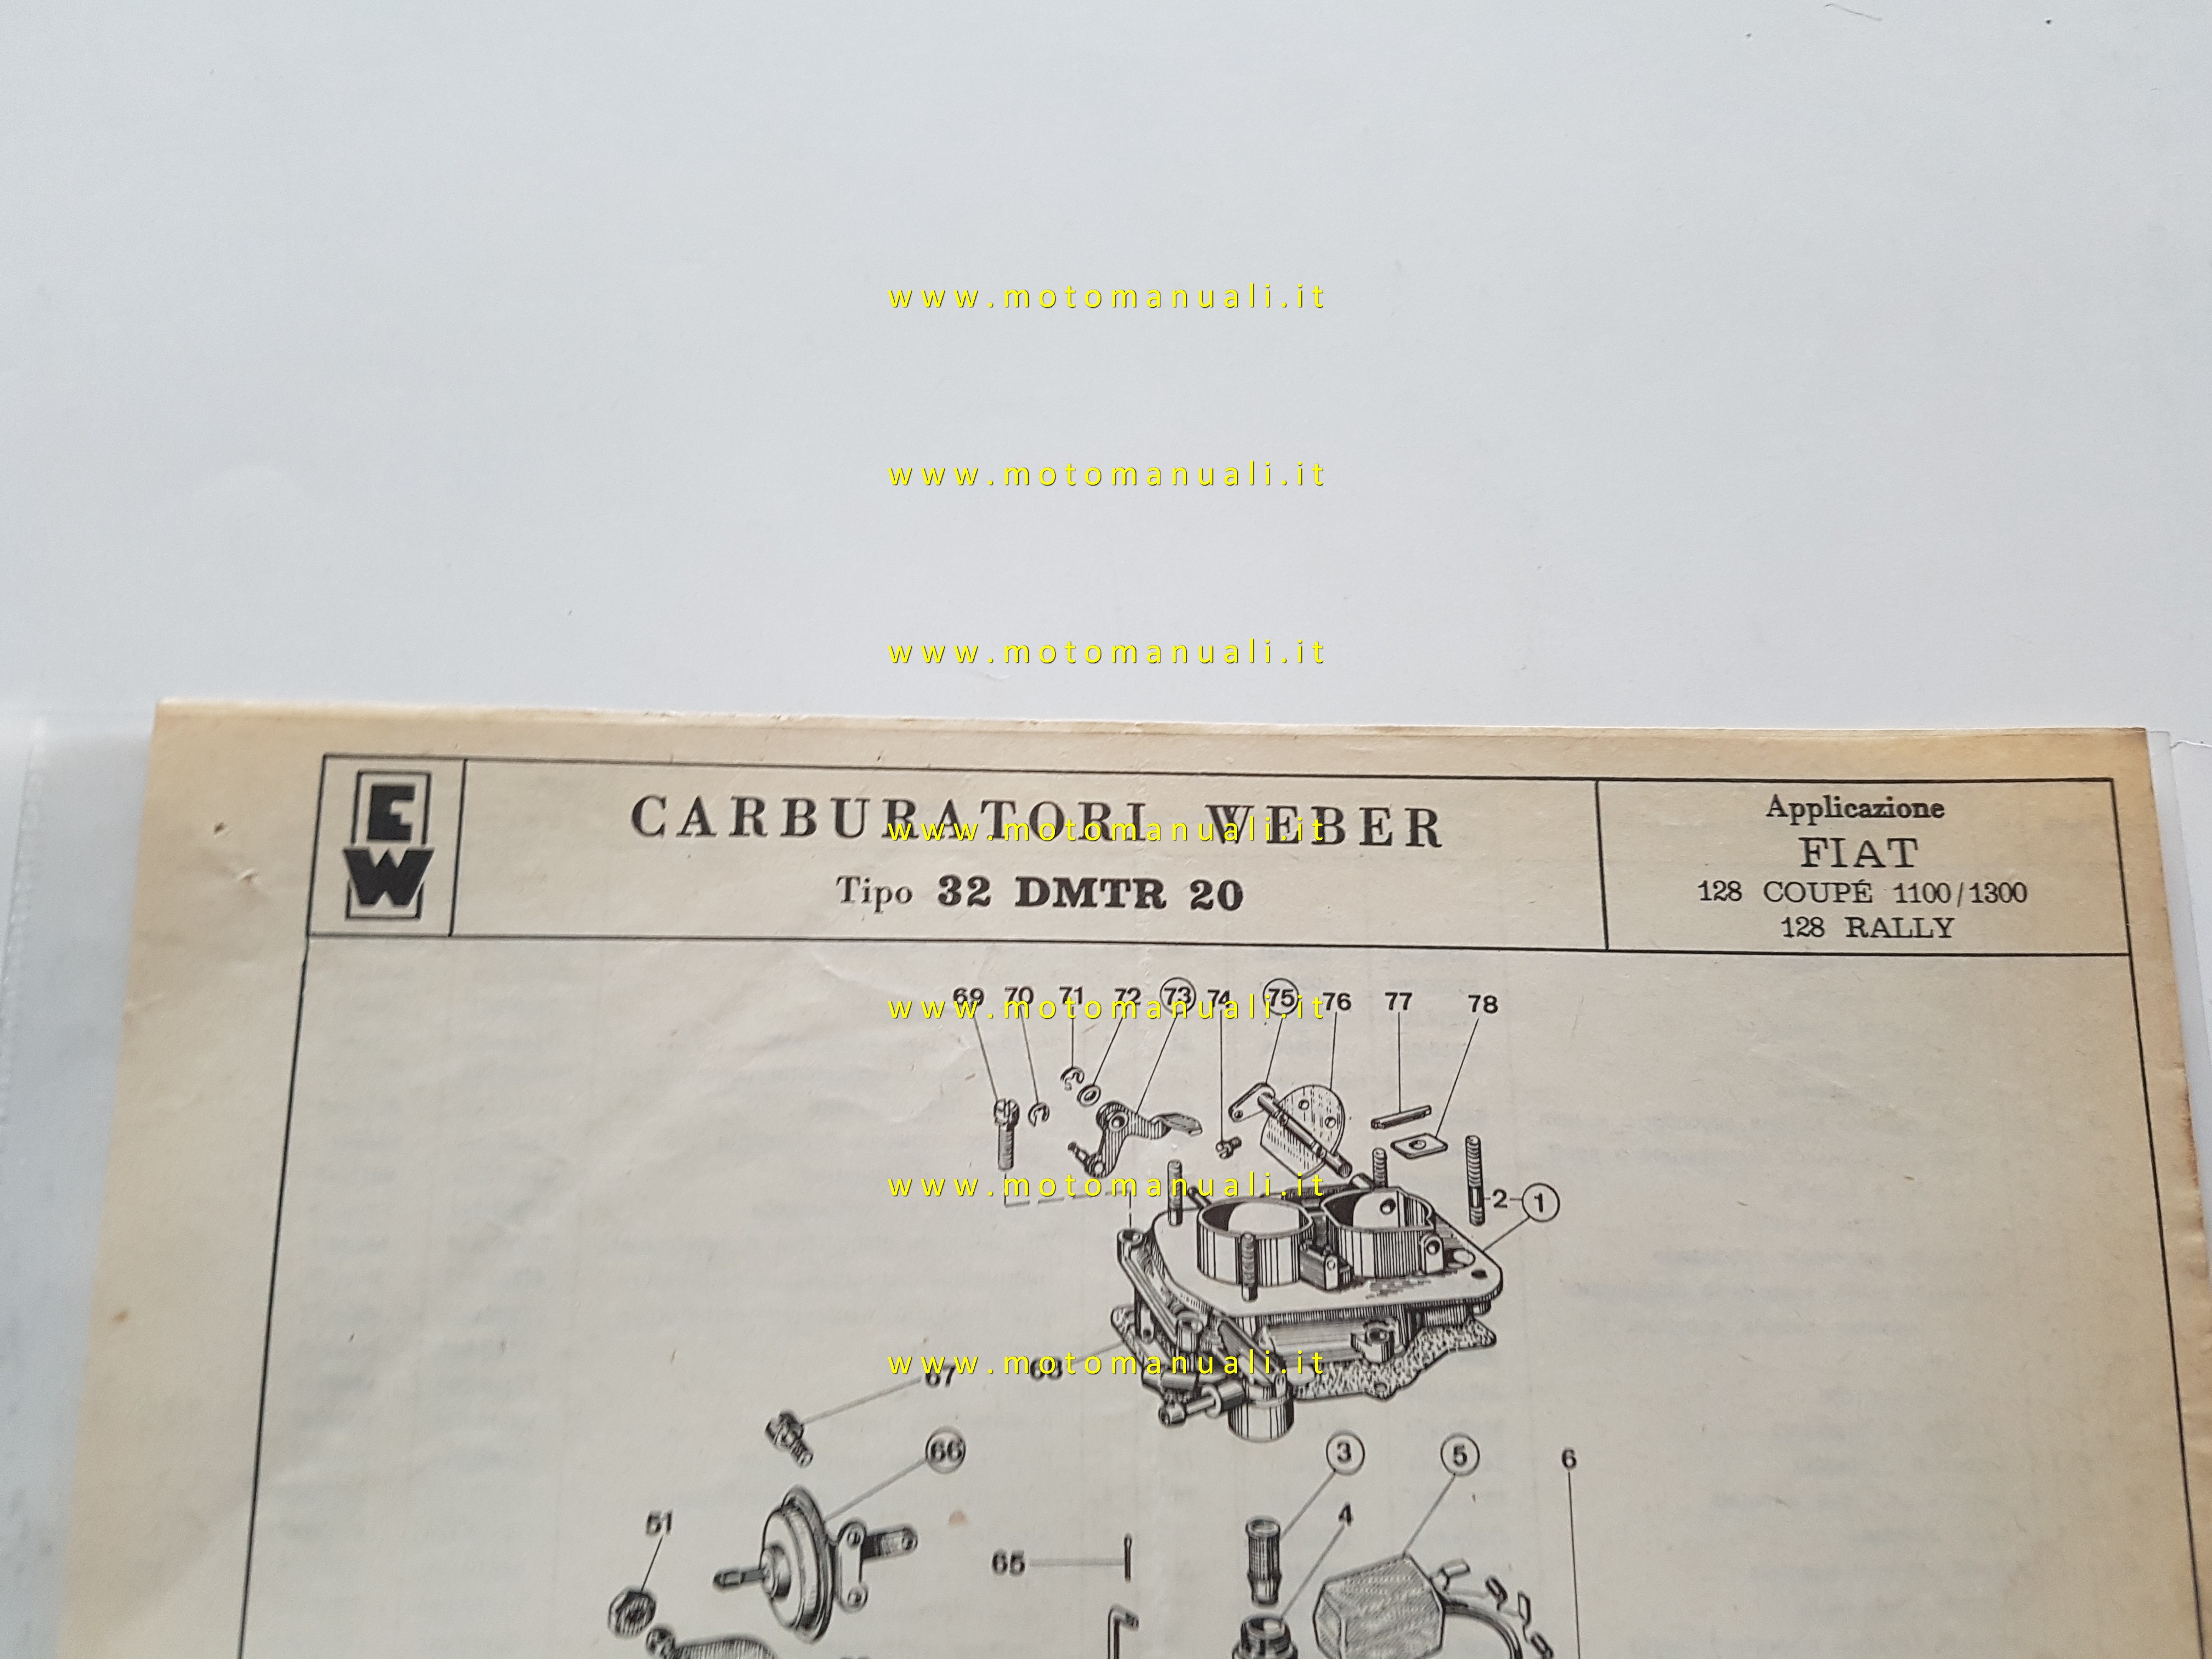 www.motomanuali.it
www.motomanuali.it
www.motomanuali.it
E
W
CARBURATORI WEBER
www.motomanuali.it
Tipo 32 DMTR 20
Applicazione
FIAT
128 COUPÉ 1100/1300
128 RALLY
69 70 71 72 73 74 75 76 77 78
www.motomanuali.it
www.motomanuali.it
2 1
www.motomanuali.it
67 68
66 3 5 6
51 4
65